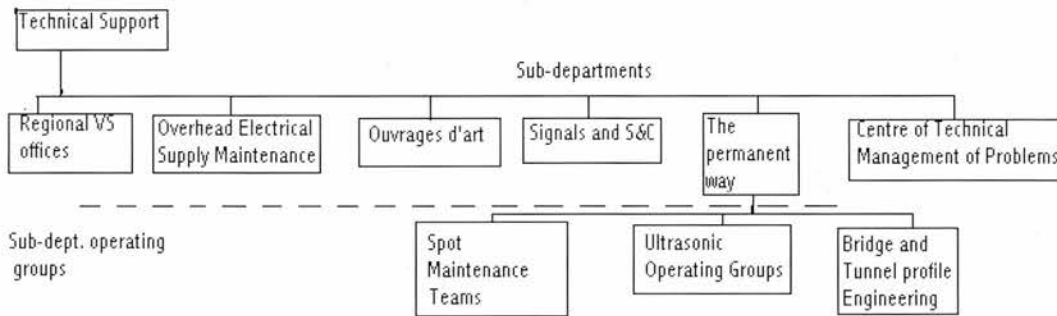 Technical Support
Sub-departments
Regional VS
offices
Overhead Electrical
Supply Maintenance
Ouvrages d'art
Signals and S&C
The
permanent
way
Centre of Technical
Management of Problems
Sub-dept. operating
groups
Spot
Maintenance
Teams
Ultrasonic
Operating Groups
Bridge and
Tunnel profile
Engineering